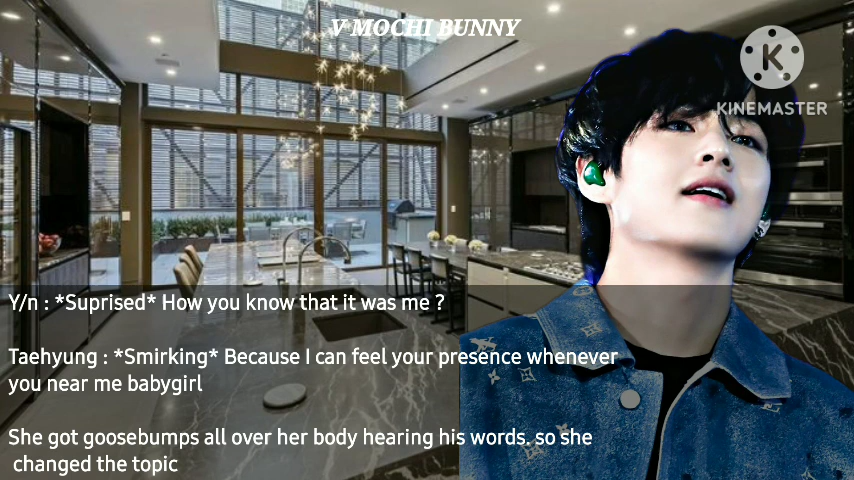 V MOCHI BUNNY
KINEMASTER
Y/n : *Suprised* How you know that it was me ?
Taehyung : *Smirking* Because I can feel your presence whenever
you near me babygirl
She got goosebumps all over her body hearing his words. so she
changed the topic